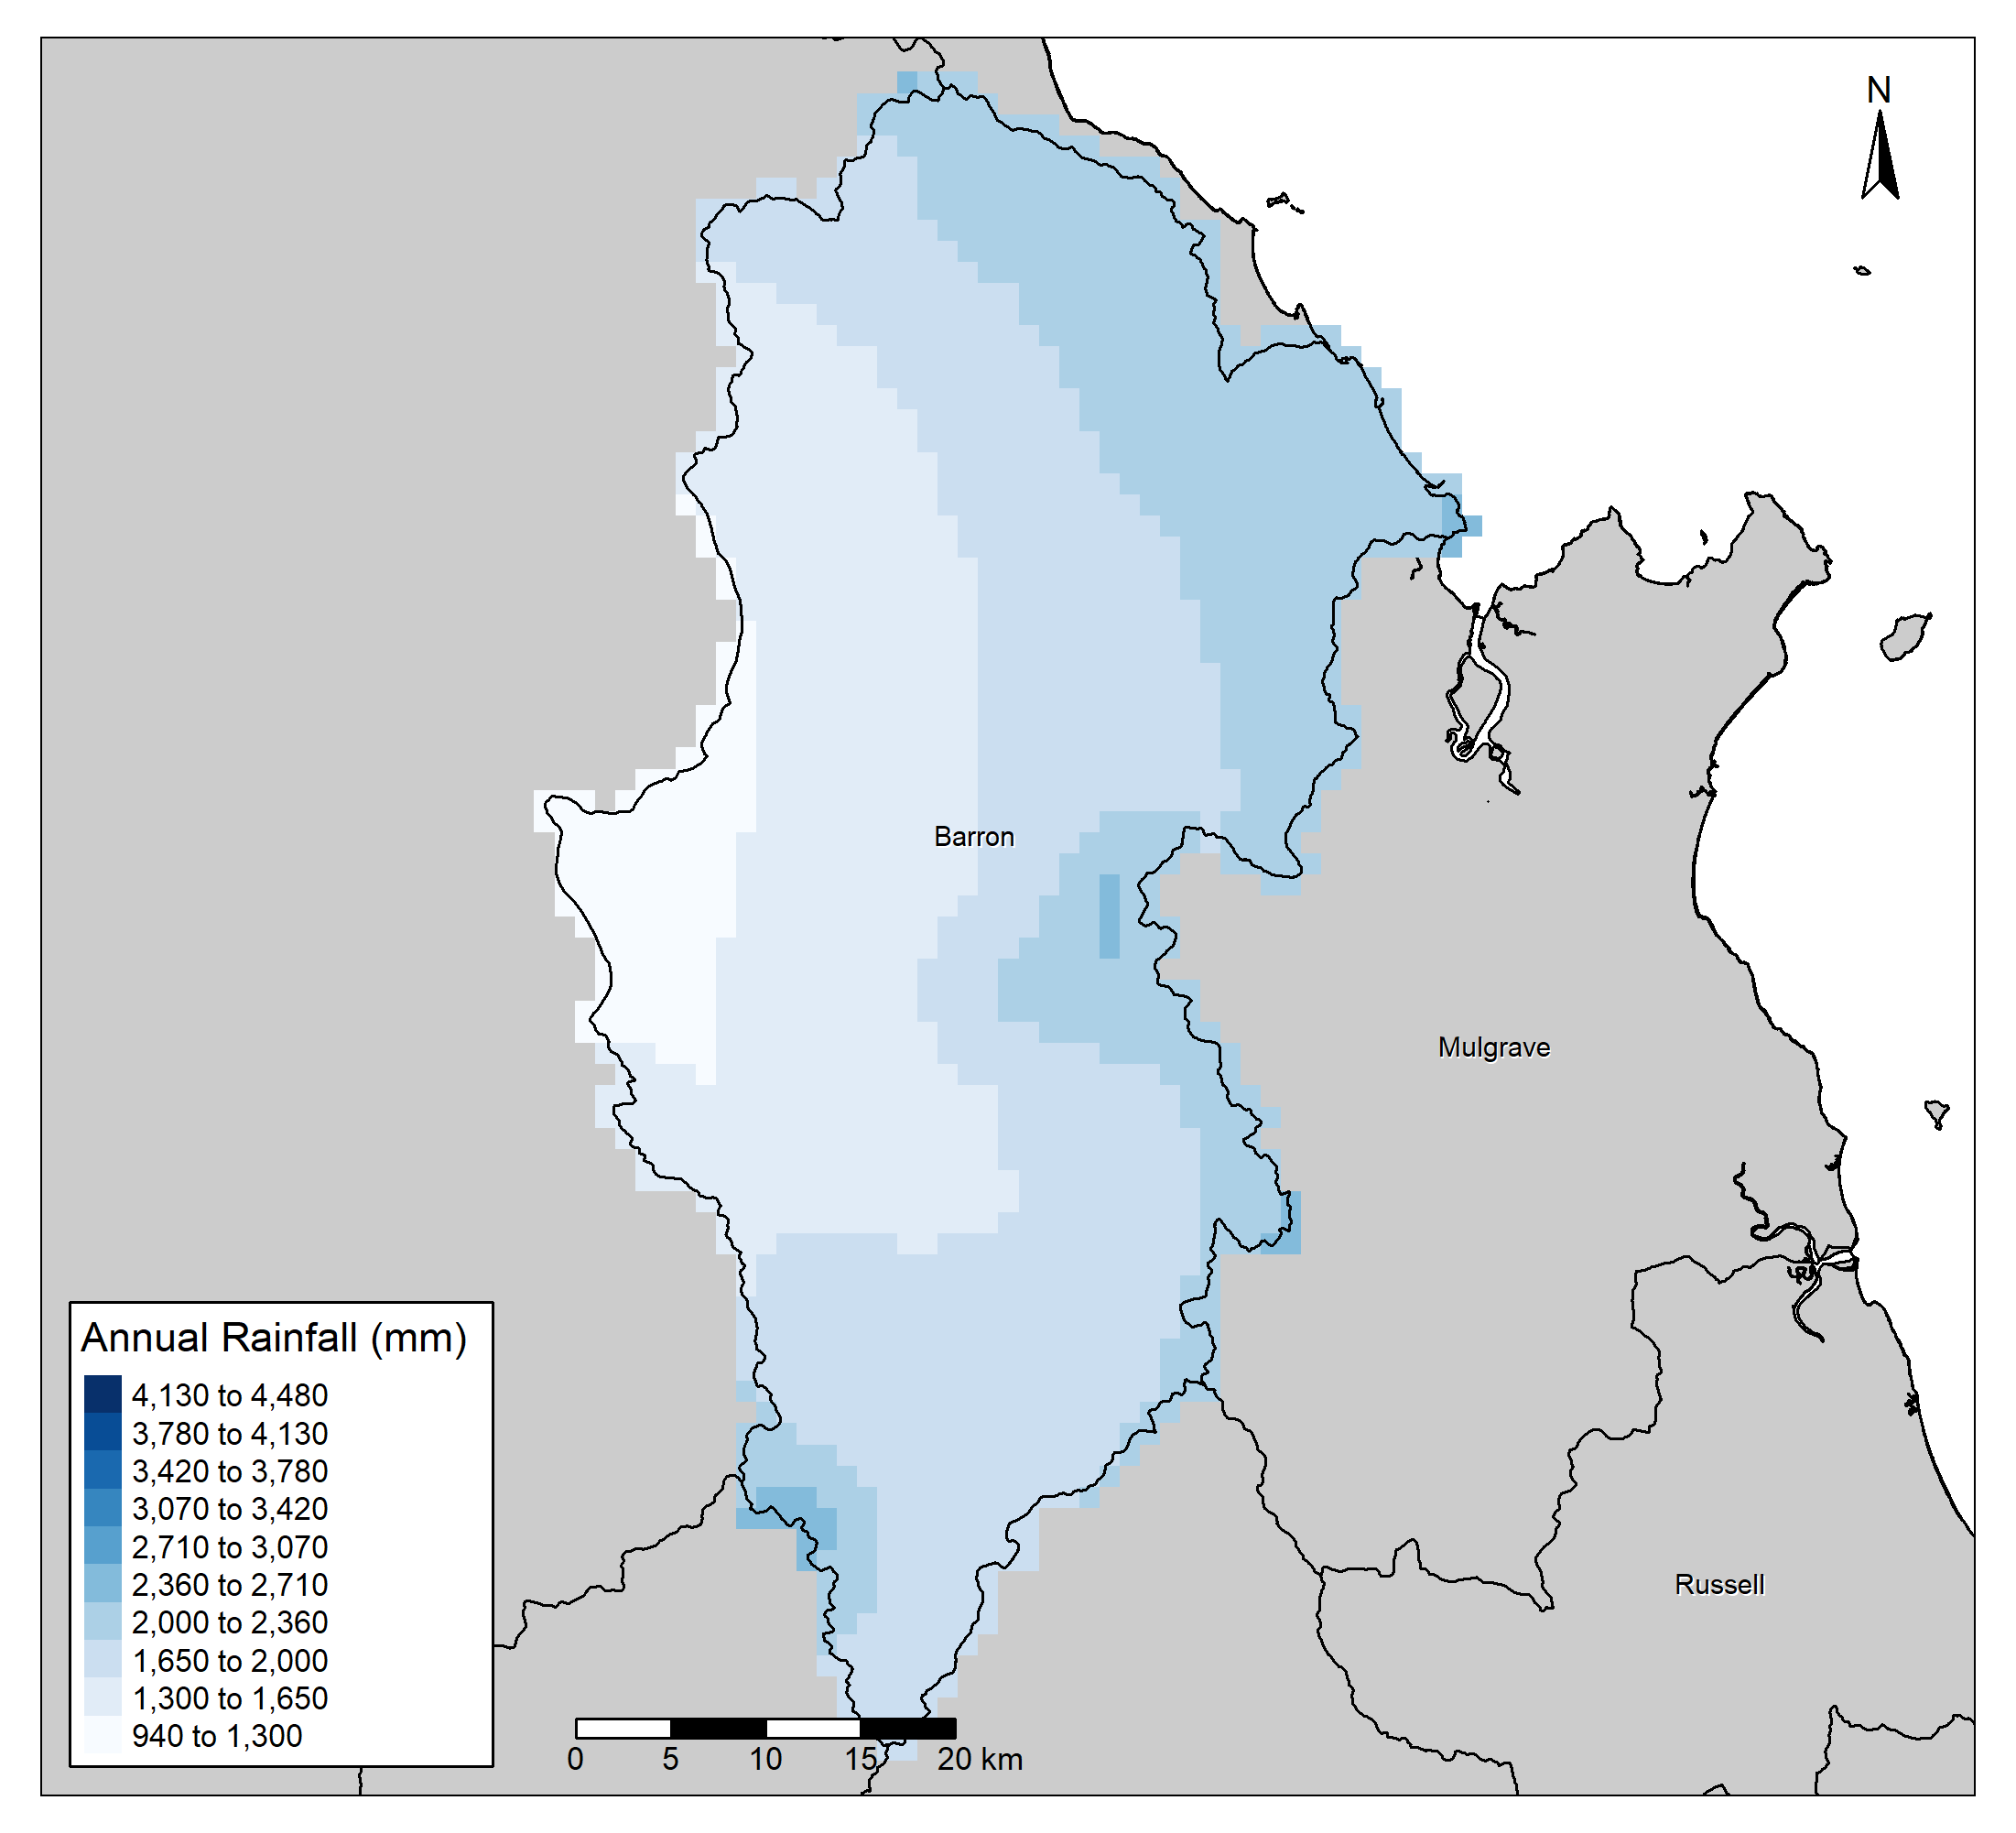 N
Barron
Mulgrave
Russell
Annual Rainfall (mm)
4,130 to 4,480
3,780 to 4,130
3,420 to 3,780
3,070 to 3,420
2,710 to 3,070
2,360 to 2,710
2,000 to 2,360
1,650 to 2,000
1,300 to 1,650
940 to 1,300
0 5 10 15 20 km